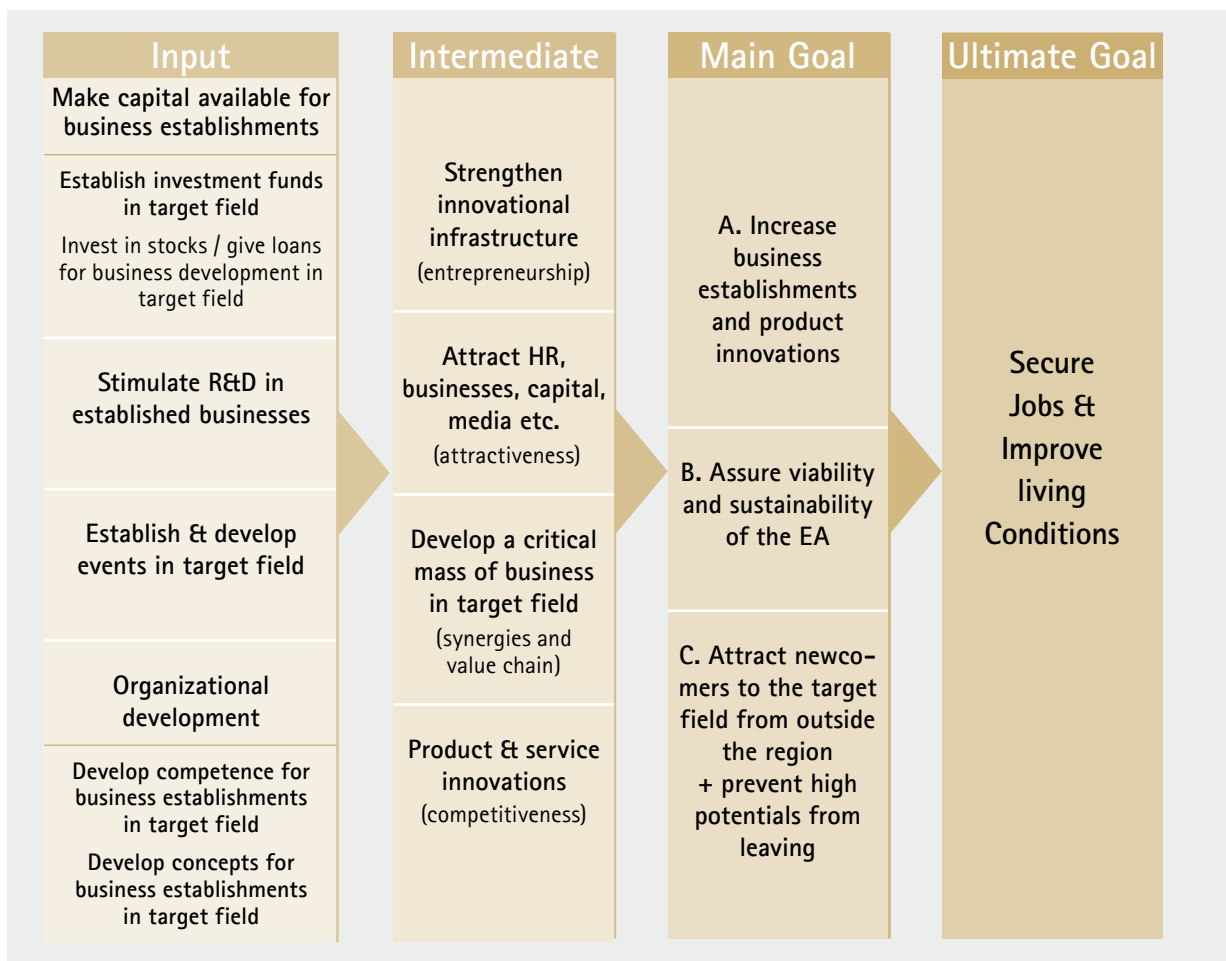 Input
Make capital available for
business establishments
Establish investment funds
in target field
Invest in stocks / give loans
for business development in
target field
Stimulate R&D in
established businesses
Establish & develop
events in target field
Organizational
development
Develop competence for
business establishments
in target field
Develop concepts for
business establishments
in target field
Intermediate
Strengthen
innovational
infrastructure
(entrepreneurship)
Attract HR,
businesses, capital,
media etc.
(attractiveness)
Develop a critical
mass of business
in target field
(synergies and
value chain)
Product & service
innovations
(competitiveness)
Main Goal
A. Increase
business
establishments
and product
innovations
B. Assure viability
and sustainability
of the EA
C. Attract newco-
mers to the target
field from outside
the region
+ prevent high
potentials from
leaving
Ultimate Goal
Secure
Jobs &
Improve
living
Conditions